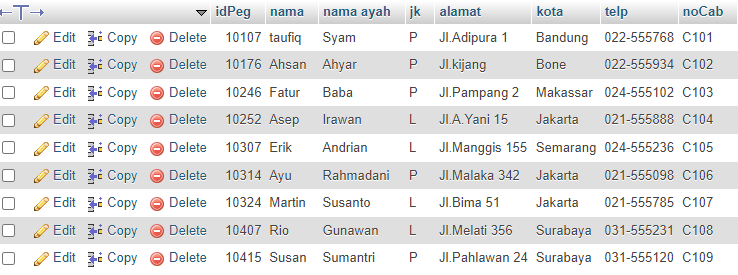 idPeg nama nama ayah jk alamat kota telp noCab
Edit Copy Delete 10107 taufiq Syam P Jl.Adipura 1 Bandung 022-555768 C101
Edit Copy Delete 10176 Ahsan Ahyar P Jl.kijang Bone 022-555934 C102
Edit Copy Delete 10246 Fatur Baba P Jl.Pampang 2 Makassar 024-555102 C103
Edit Copy Delete 10252 Asep Irawan L Jl.A.Yani 15 Jakarta 021-555888 C104
Edit Copy Delete 10307 Erik Andrian L Jl.Manggis 155 Semarang 024-555236 C105
Edit Copy Delete 10314 Ayu Rahmadani P Jl.Malaka 342 Jakarta 021-555098 C106
Edit Copy Delete 10324 Martin Susanto L Jl.Bima 51 Jakarta 021-555785 C107
Edit Copy Delete 10407 Rio Gunawan L Jl.Melati 356 Surabaya 031-555231 C108
Edit Copy Delete 10415 Susan Sumantri P Jl.Pahlawan 24 Surabaya 031-555120 C109